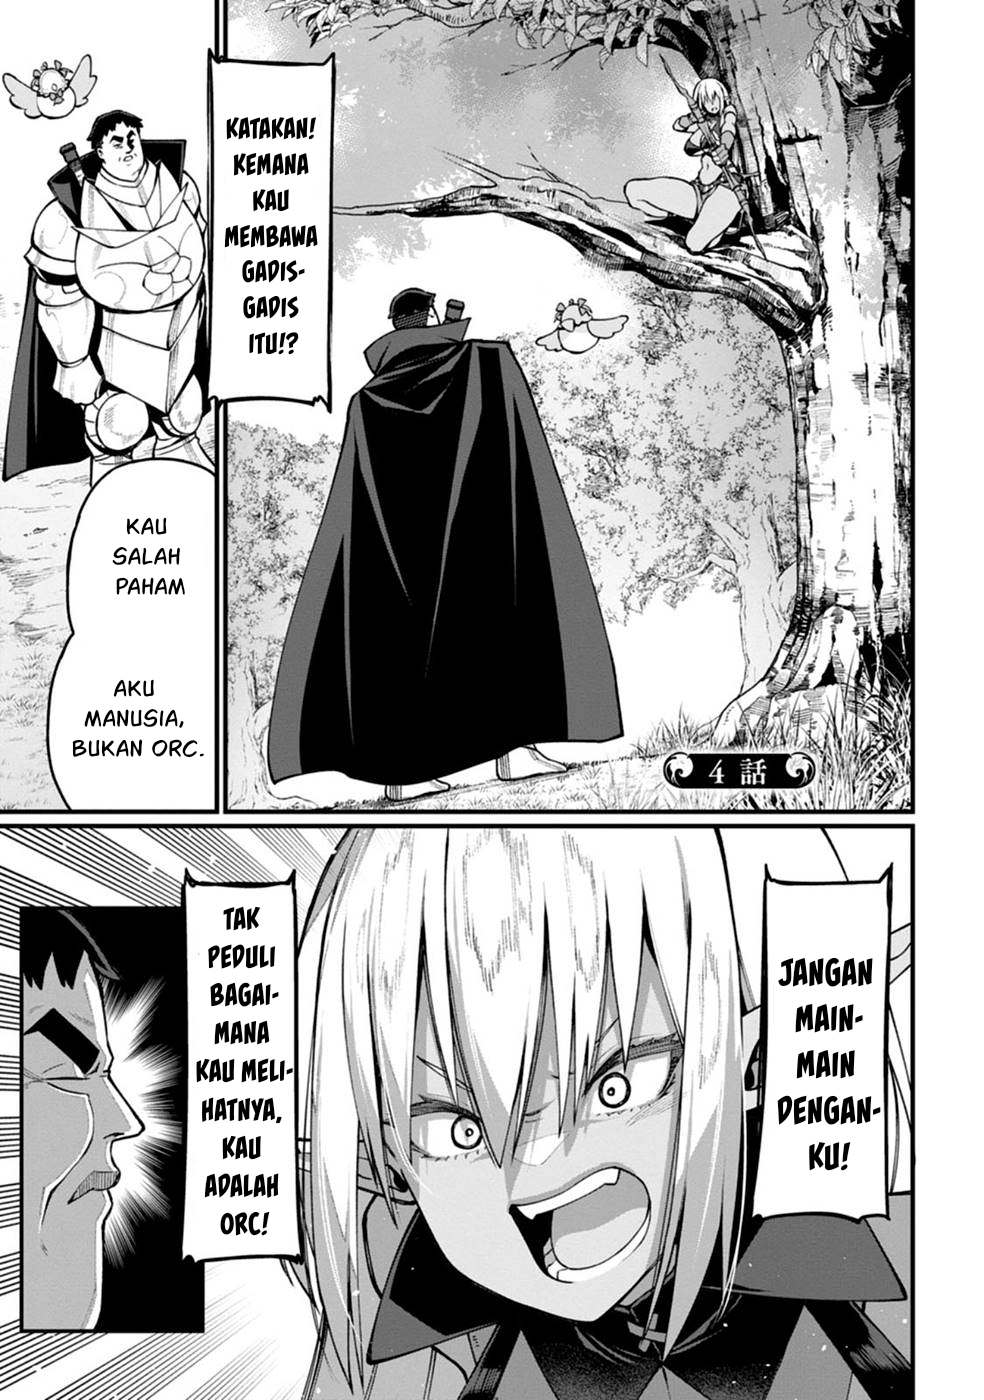 KATAKAN!
KEMANA
KAU
MEMBAWA
GADIS-
GADIS
ITU!?
4話
KAU
SALAH
PAHAM
AKU
MANUSIA,
BUKAN ORC.
JANGAN
MAIN-
MAIN
DENGAN-
KU!
TAK
PEDULI
BAGAI-
MANA
KAU MELI-
HATNYA,
KAU
ADALAH
ORC!